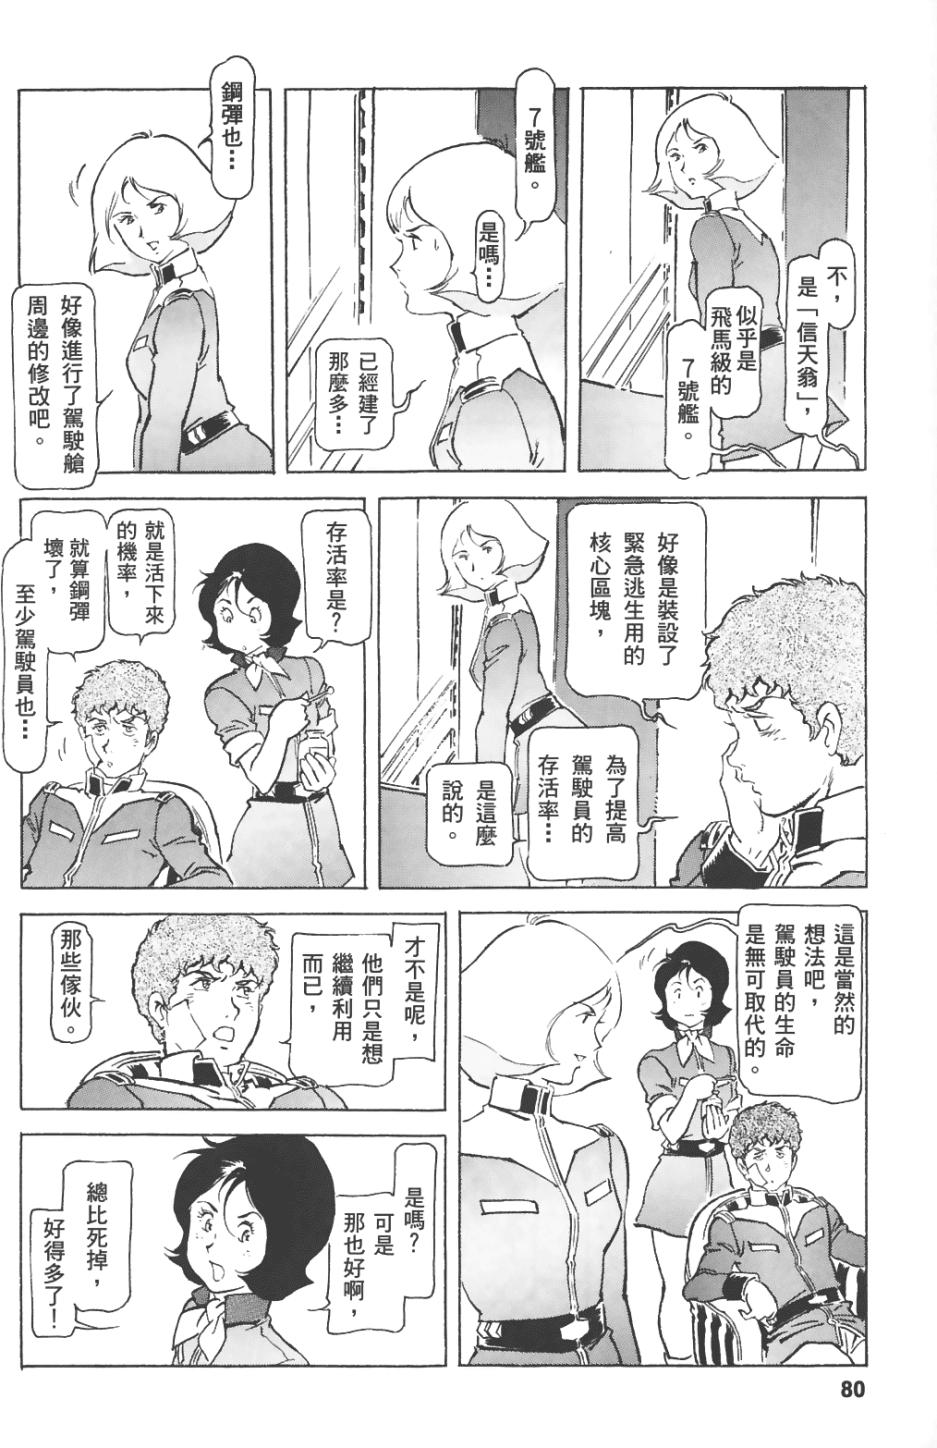 不，
是「信天翁」，
似乎是
飛馬級的
7號艦。
7號艦。
是嗎…
已經建了
那麼多…
鋼彈也…
好像進行了駕駛艙
周邊的修改吧。
好像是裝設了
緊急逃生用的
核心區塊，
為了提高
駕駛員的
存活率…
是這麼
說的。
存活率是？
就是活下來
的機率，
就算鋼彈
壞了，
至少駕駛員也…
這是當然的
想法吧，
駕駛員的生命
是無可取代的。
才不是呢，
他們只是想
繼續利用
而已，
那些傢伙。
是嗎？
可是
那也好啊，
總比死掉，
好得多了！
80